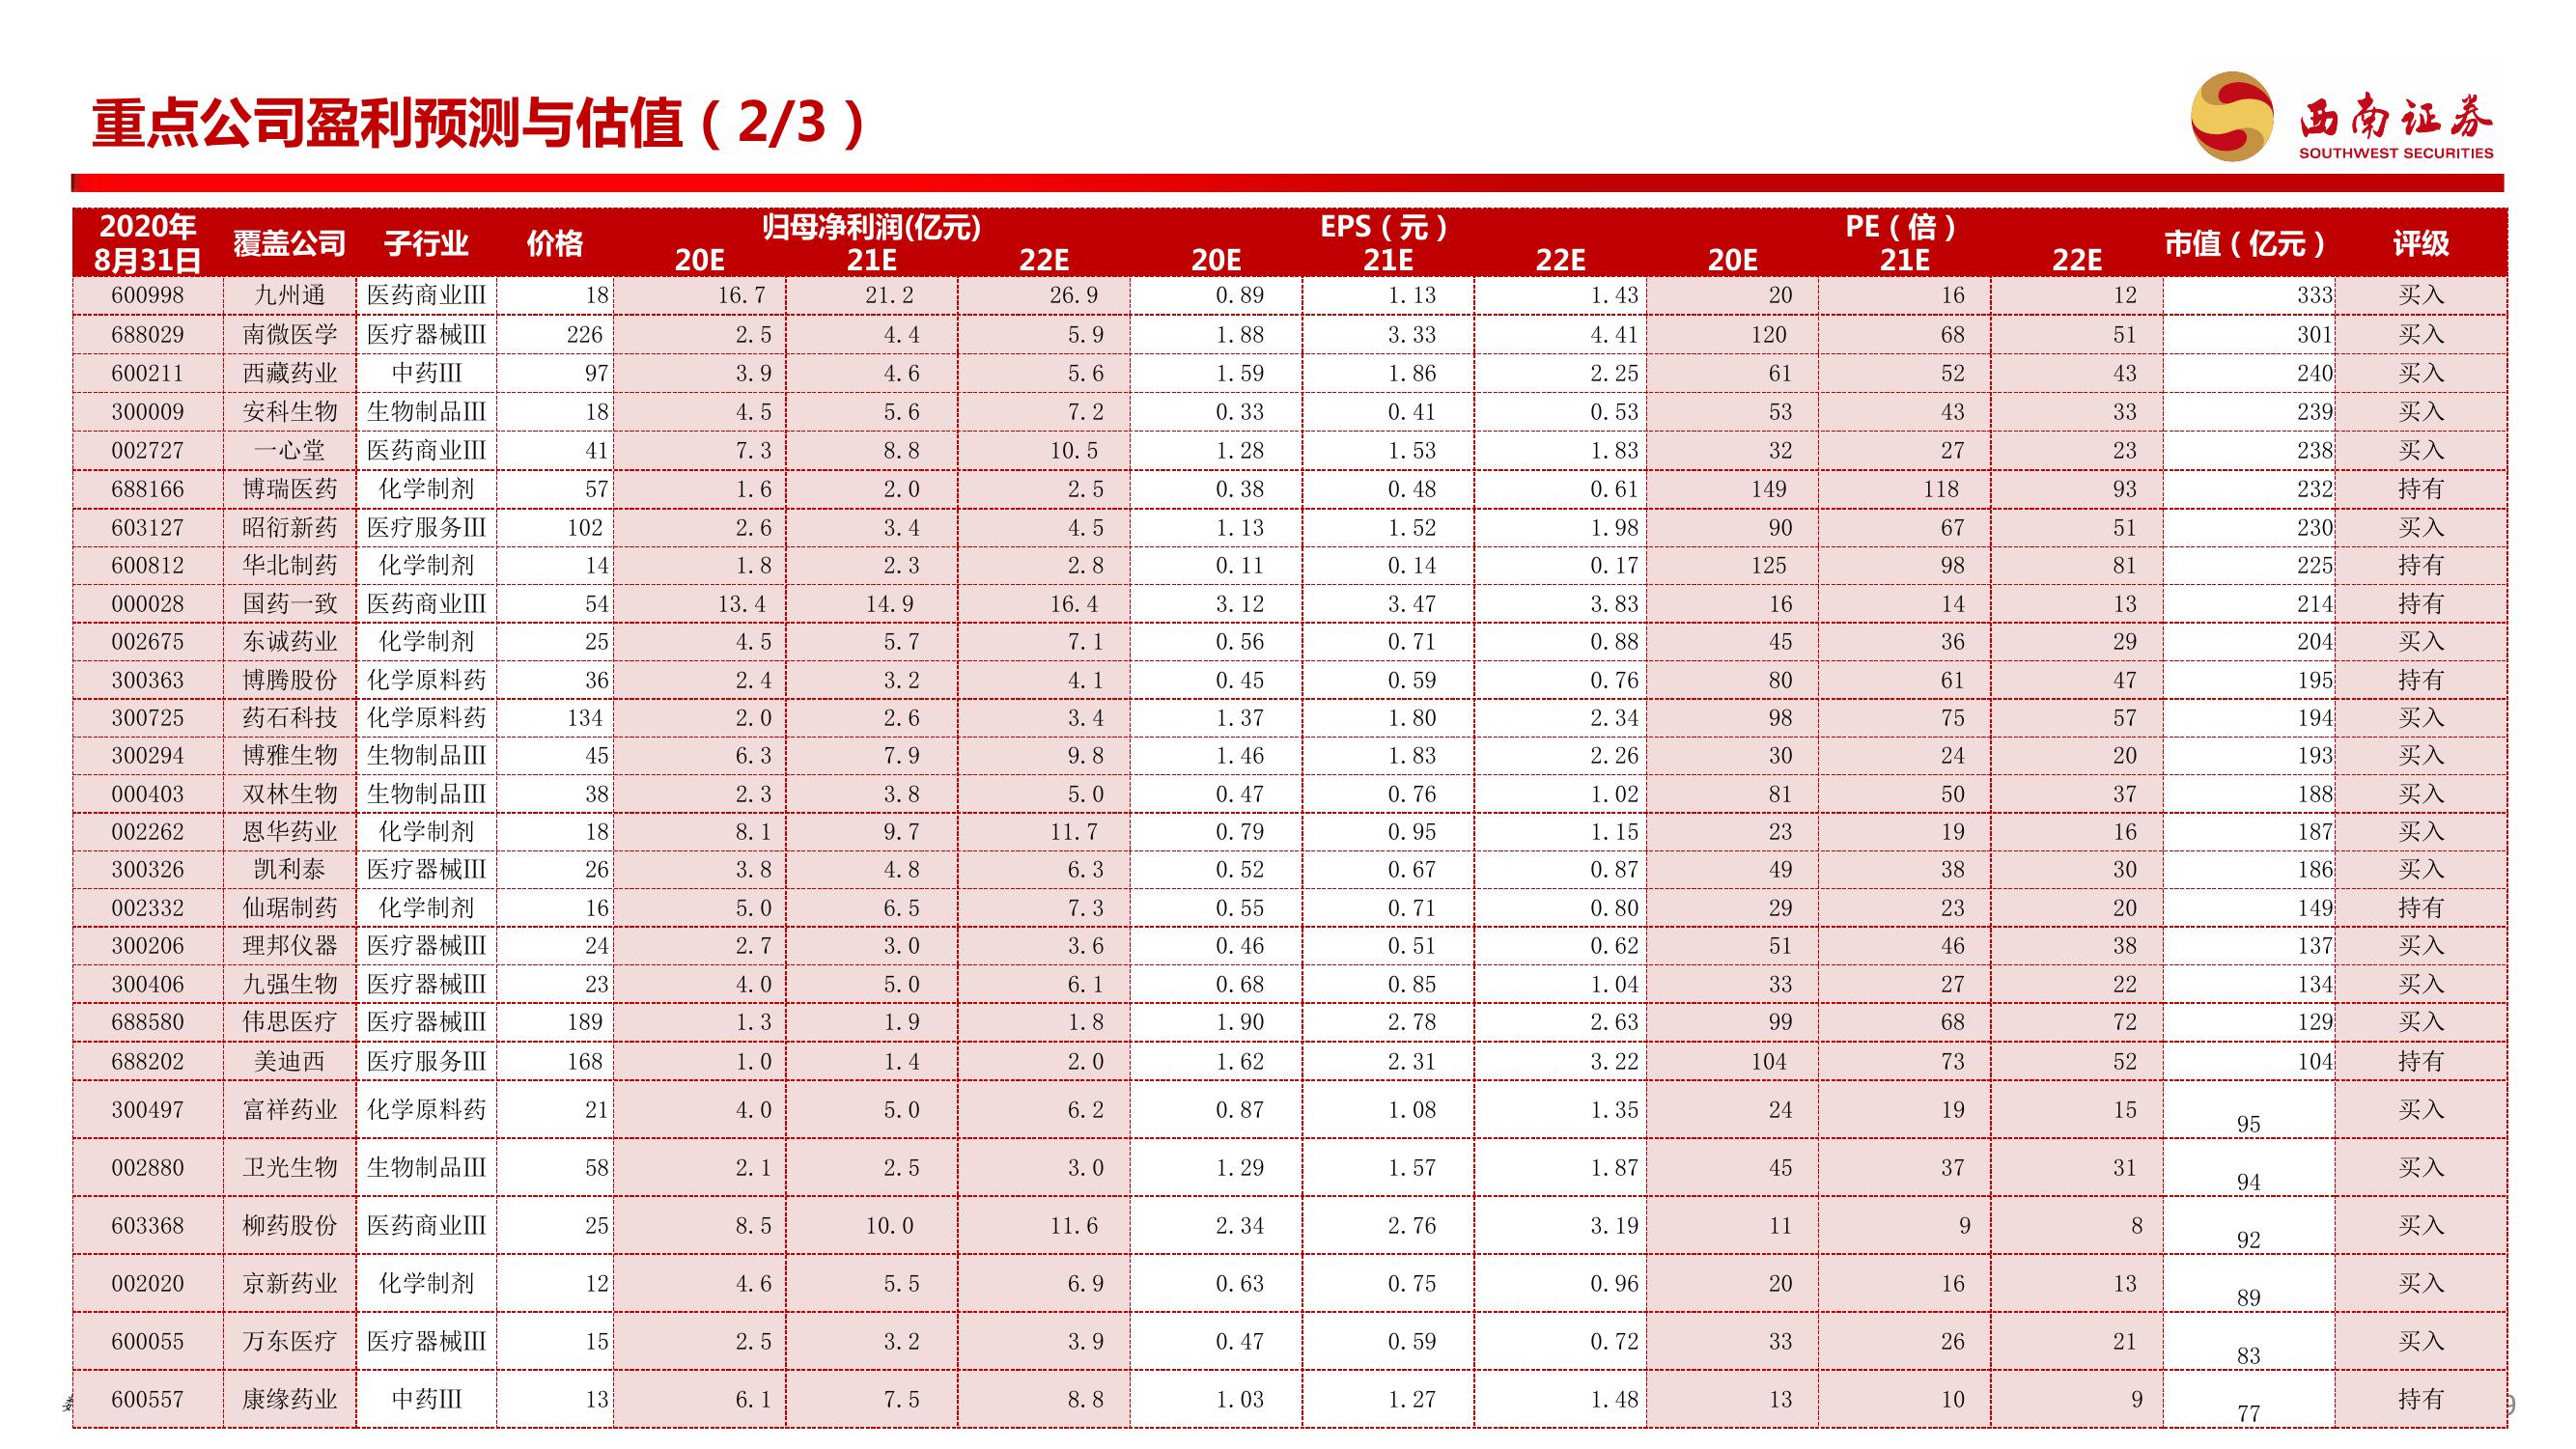 重点公司盈利预测与估值（2/3）
西南证券
SOUTHWEST SECURITIES
2020年8月31日 覆盖公司 子行业 价格 归母净利润(亿元) EPS（元） PE（倍） 市值（亿元） 评级
20E 21E 22E 20E 21E 22E 20E 21E 22E
600998 九州通 医药商业III 18 16.7 21.2 26.9 0.89 1.13 1.43 20 16 12 333 买入
688029 南微医学 医疗器械III 226 2.5 4.4 5.9 1.88 3.33 4.41 120 68 51 301 买入
600211 西藏药业 中药III 97 3.9 4.6 5.6 1.59 1.86 2.25 61 52 43 240 买入
300009 安科生物 生物制品III 18 4.5 5.6 7.2 0.33 0.41 0.53 53 43 33 239 买入
002727 一心堂 医药商业III 41 7.3 8.8 10.5 1.28 1.53 1.83 32 27 23 238 买入
688166 博瑞医药 化学制剂 57 1.6 2.0 2.5 0.38 0.48 0.61 149 118 93 232 持有
603127 昭衍新药 医疗服务III 102 2.6 3.4 4.5 1.13 1.52 1.98 90 67 51 230 买入
600812 华北制药 化学制剂 14 1.8 2.3 2.8 0.11 0.14 0.17 125 98 81 225 持有
000028 国药一致 医药商业III 54 13.4 14.9 16.4 3.12 3.47 3.83 16 14 13 214 持有
002675 东诚药业 化学制剂 25 4.5 5.7 7.1 0.56 0.71 0.88 45 36 29 204 买入
300363 博腾股份 化学原料药 36 2.4 3.2 4.1 0.45 0.59 0.76 80 61 47 195 持有
300725 药石科技 化学原料药 134 2.0 2.6 3.4 1.37 1.80 2.34 98 75 57 194 买入
300294 博雅生物 生物制品III 45 6.3 7.9 9.8 1.46 1.83 2.26 30 24 20 193 买入
000403 双林生物 生物制品III 38 2.3 3.8 5.0 0.47 0.76 1.02 81 50 37 188 买入
002262 恩华药业 化学制剂 18 8.1 9.7 11.7 0.79 0.95 1.15 23 19 16 187 买入
300326 凯利泰 医疗器械III 26 3.8 4.8 6.3 0.52 0.67 0.87 49 38 30 186 买入
002332 仙琚制药 化学制剂 16 5.0 6.5 7.3 0.55 0.71 0.80 29 23 20 149 持有
300206 理邦仪器 医疗器械III 24 2.7 3.0 3.6 0.46 0.51 0.62 51 46 38 137 买入
300406 九强生物 医疗器械III 23 4.0 5.0 6.1 0.68 0.85 1.04 33 27 22 134 买入
688580 伟思医疗 医疗器械III 189 1.3 1.9 1.8 1.90 2.78 2.63 99 68 72 129 买入
688202 美迪西 医疗服务III 168 1.0 1.4 2.0 1.62 2.31 3.22 104 73 52 104 持有
300497 富祥药业 化学原料药 21 4.0 5.0 6.2 0.87 1.08 1.35 24 19 15 95 买入
002880 卫光生物 生物制品III 58 2.1 2.5 3.0 1.29 1.57 1.87 45 37 31 94 买入
603368 柳药股份 医药商业III 25 8.5 10.0 11.6 2.34 2.76 3.19 11 9 8 92 买入
002020 京新药业 化学制剂 12 4.6 5.5 6.9 0.63 0.75 0.96 20 16 13 89 买入
600055 万东医疗 医疗器械III 15 2.5 3.2 3.9 0.47 0.59 0.72 33 26 21 83 买入
600557 康缘药业 中药III 13 6.1 7.5 8.8 1.03 1.27 1.48 13 10 9 77 持有